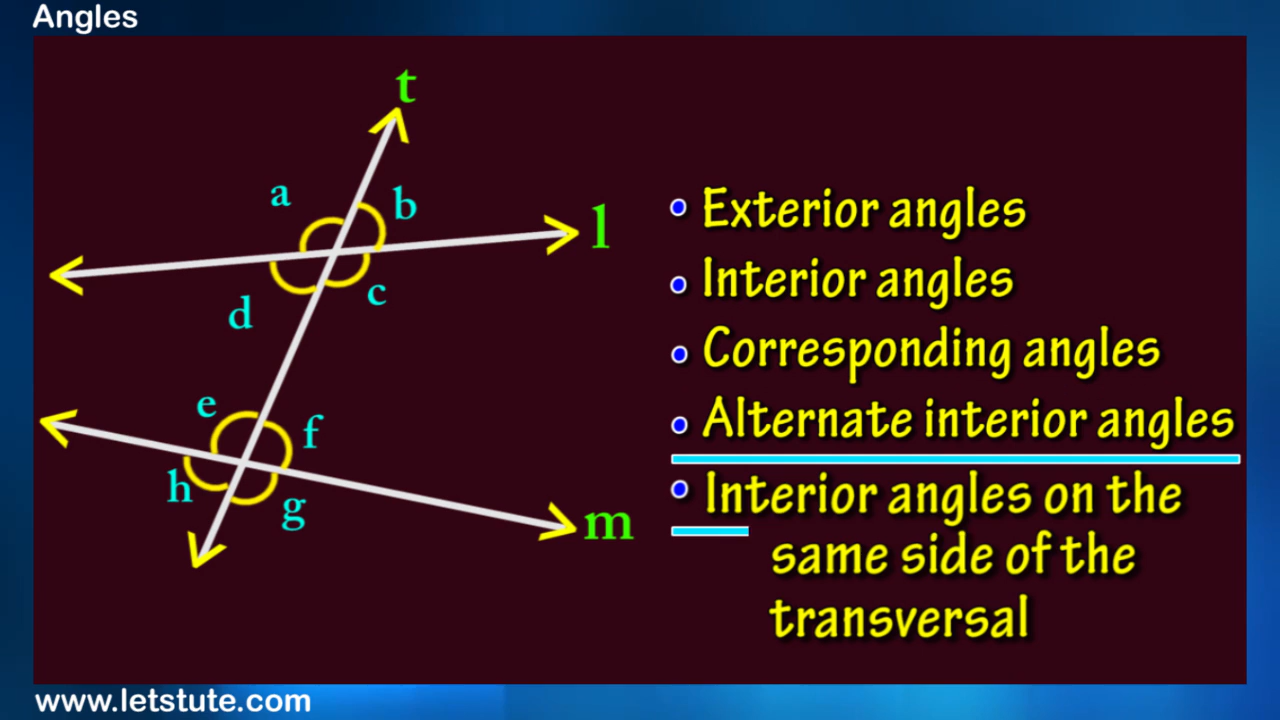 Angles
t
a
b
l
d
c
e
f
h
g
m
Exterior angles
Interior angles
Corresponding angles
Alternate interior angles
Interior angles on the
same side of the
transversal
www.letstute.com